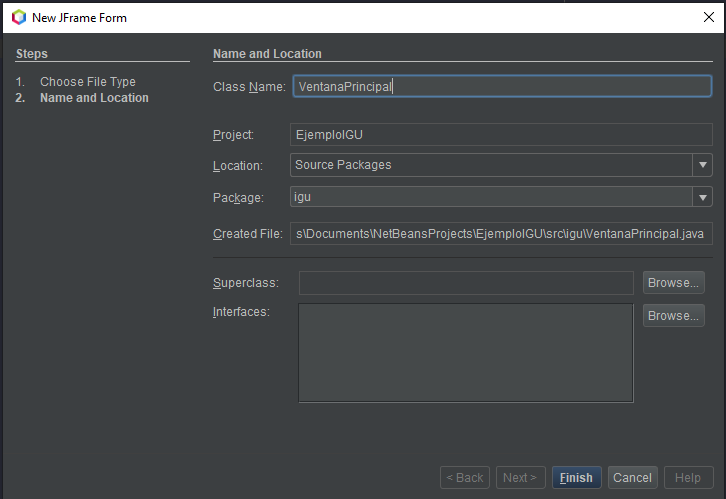 New JFrame Form
Steps
1. Choose File Type
2. Name and Location
Name and Location
Class Name: VentanaPrincipal
Project: EjemploIGU
Location: Source Packages
Package: igu
Created File: s\Documents\NetBeansProjects\EjemploIGU\src\igu\VentanaPrincipal.java
Superclass: Browse...
Interfaces: Browse...
< Back Next > Finish Cancel Help